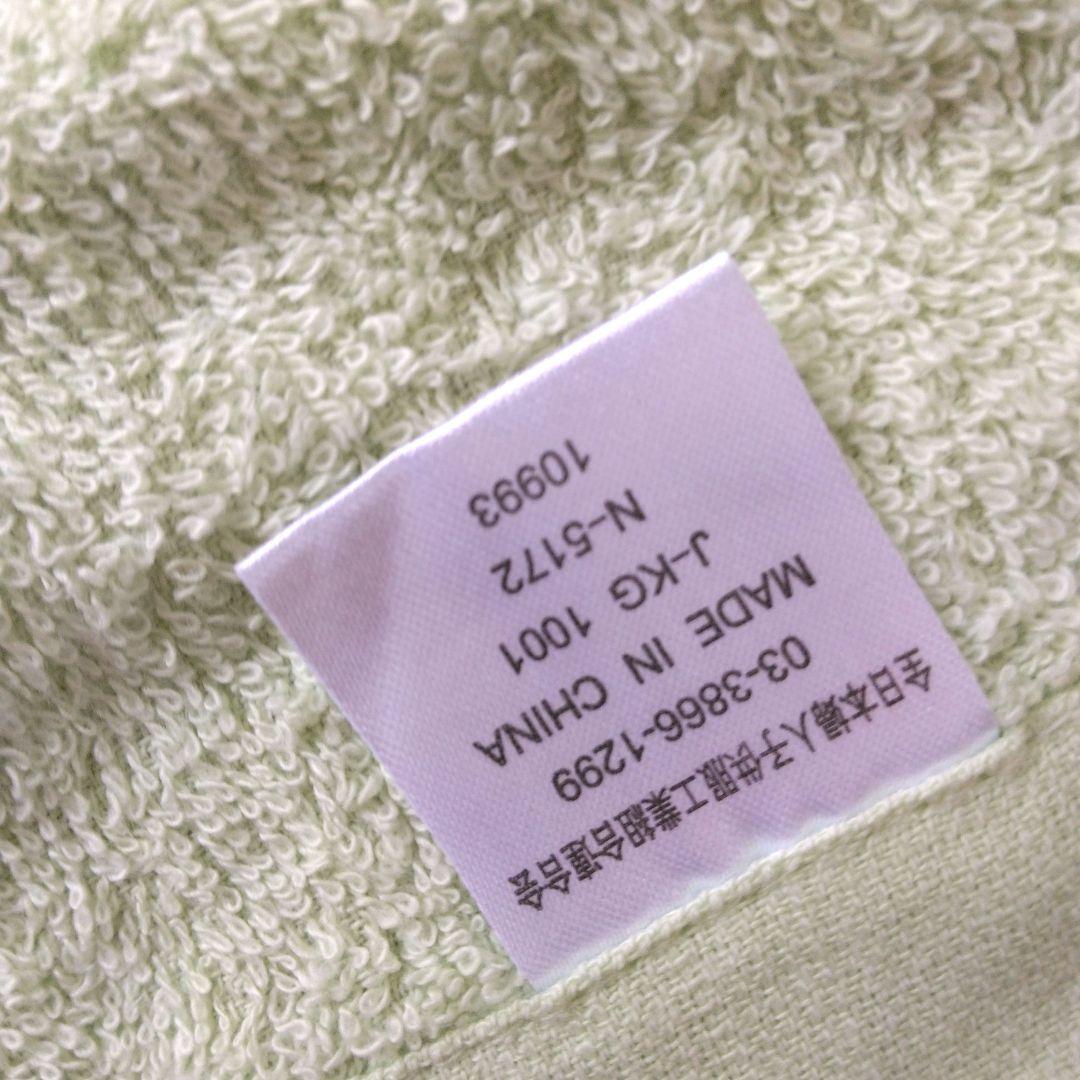 全日本婦人子供服工業組合連合会
03-3866-1299
MADE IN CHINA
J-KG 1001
N-5172
10993